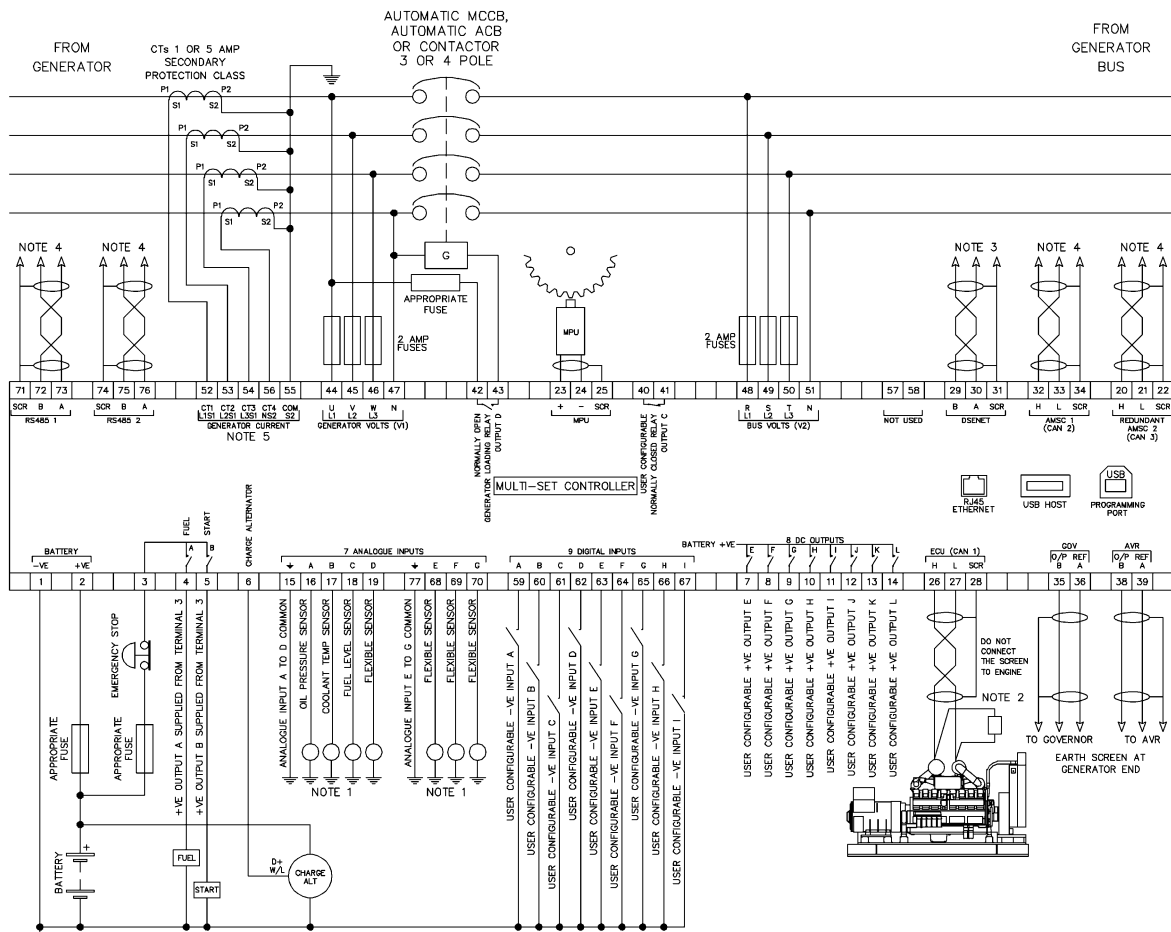 FROM
GENERATOR
CTs 1 OR 5 AMP
SECONDARY
PROTECTION CLASS
AUTOMATIC MCCB,
AUTOMATIC ACB
OR CONTACTOR
3 OR 4 POLE
FROM
GENERATOR
BUS
P1 P2
S1 S2
P1 P2
S1 S2
P1 P2
S1 S2
P1 P2
S1 S2
NOTE 4
NOTE 4
G
APPROPRIATE
FUSE
2 AMP
FUSES
MPU
2 AMP
FUSES
NOTE 3
NOTE 4
NOTE 4
71 72 73 74 75 76 52 53 54 56 55 44 45 46 47 42 43 23 24 25 40 41 48 49 50 51 57 58 29 30 31 32 33 34 20 21 22
SCR B A
RS485 1
SCR B A
RS485 2
CT1 CT2 CT3 CT4 COM
L1S1 L2S1 L3S1 NS2 S2
GENERATOR CURRENT
NOTE 5
U V W N
L1 L2 L3
GENERATOR VOLTS (V1)
NORMALLY OPEN
GENERATOR LOADING RELAY
OUTPUT D
+ − SCR
MPU
USER CONFIGURABLE
NORMALLY CLOSED RELAY
OUTPUT C
R S T N
L1 L2 L3
BUS VOLTS (V2)
NOT USED
B A SCR
DSENET
H L SCR
AMSC 1
(CAN 2)
H L SCR
REDUNDANT
AMSC 2
(CAN 3)
MULTI-SET CONTROLLER
RJ45
ETHERNET
USB HOST
USB
PROGRAMMING
PORT
BATTERY
−VE +VE
FUEL
START
A B
CHARGE ALTERNATOR
7 ANALOGUE INPUTS
A B C D E F G
9 DIGITAL INPUTS
A B C D E F G H I
BATTERY +VE
8 DC OUTPUTS
E F G H I J K L
ECU (CAN 1)
H L SCR
GOV
O/P REF
B A
AVR
O/P REF
B A
1 2 3 4 5 6 15 16 17 18 19 77 68 69 70 59 60 61 62 63 64 65 66 67 7 8 9 10 11 12 13 14 26 27 28 35 36 38 39
EMERGENCY STOP
APPROPRIATE
FUSE
APPROPRIATE
FUSE
+VE OUTPUT A SUPPLIED FROM TERMINAL 3
+VE OUTPUT B SUPPLIED FROM TERMINAL 3
ANALOGUE INPUT A TO D COMMON
OIL PRESSURE SENSOR
COOLANT TEMP SENSOR
FUEL LEVEL SENSOR
FLEXIBLE SENSOR
NOTE 1
ANALOGUE INPUT E TO G COMMON
FLEXIBLE SENSOR
FLEXIBLE SENSOR
FLEXIBLE SENSOR
NOTE 1
USER CONFIGURABLE −VE INPUT A
USER CONFIGURABLE −VE INPUT B
USER CONFIGURABLE −VE INPUT C
USER CONFIGURABLE −VE INPUT D
USER CONFIGURABLE −VE INPUT E
USER CONFIGURABLE −VE INPUT F
USER CONFIGURABLE −VE INPUT G
USER CONFIGURABLE −VE INPUT H
USER CONFIGURABLE −VE INPUT I
USER CONFIGURABLE +VE OUTPUT E
USER CONFIGURABLE +VE OUTPUT F
USER CONFIGURABLE +VE OUTPUT G
USER CONFIGURABLE +VE OUTPUT H
USER CONFIGURABLE +VE OUTPUT I
USER CONFIGURABLE +VE OUTPUT J
USER CONFIGURABLE +VE OUTPUT K
USER CONFIGURABLE +VE OUTPUT L
DO NOT
CONNECT
THE SCREEN
TO ENGINE
NOTE 2
TO GOVERNOR
TO AVR
EARTH SCREEN AT
GENERATOR END
BATTERY
+
−
FUEL
START
D+
W/L
CHARGE
ALT